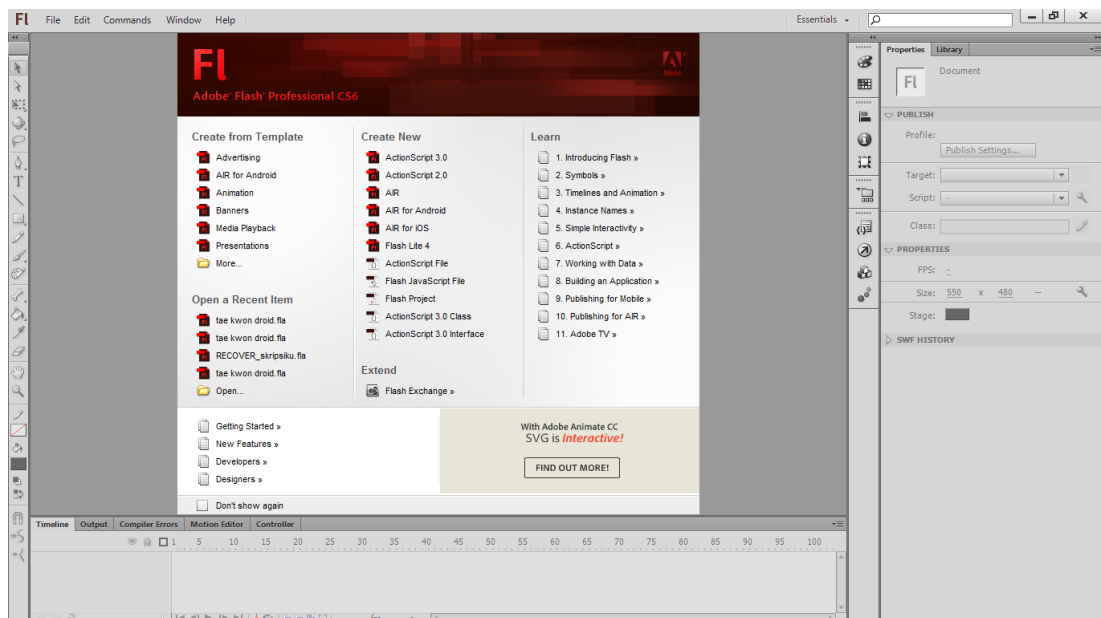 Fl File Edit Commands Window Help Essentials
Fl
Adobe
Adobe® Flash® Professional CS6
Create from Template
Advertising
AIR for Android
Animation
Banners
Media Playback
Presentations
More...
Open a Recent Item
tae kwon droid.fla
tae kwon droid.fla
RECOVER_skripsiku.fla
tae kwon droid.fla
Open...
Create New
ActionScript 3.0
ActionScript 2.0
AIR
AIR for Android
AIR for iOS
Flash Lite 4
ActionScript File
Flash JavaScript File
Flash Project
ActionScript 3.0 Class
ActionScript 3.0 Interface
Extend
Flash Exchange »
Learn
1. Introducing Flash »
2. Symbols »
3. Timelines and Animation »
4. Instance Names »
5. Simple Interactivity »
6. ActionScript »
7. Working with Data »
8. Building an Application »
9. Publishing for Mobile »
10. Publishing for AIR »
11. Adobe TV »
Getting Started »
New Features »
Developers »
Designers »
With Adobe Animate CC
SVG is Interactive!
FIND OUT MORE!
Don't show again
Properties Library
Fl Document
PUBLISH
Profile:
Publish Settings...
Target:
Script: -
Class:
PROPERTIES
FPS: -
Size: 550 x 480 --
Stage:
SWF HISTORY
Timeline Output Compiler Errors Motion Editor Controller
1 5 10 15 20 25 30 35 40 45 50 55 60 65 70 75 80 85 90 95 100